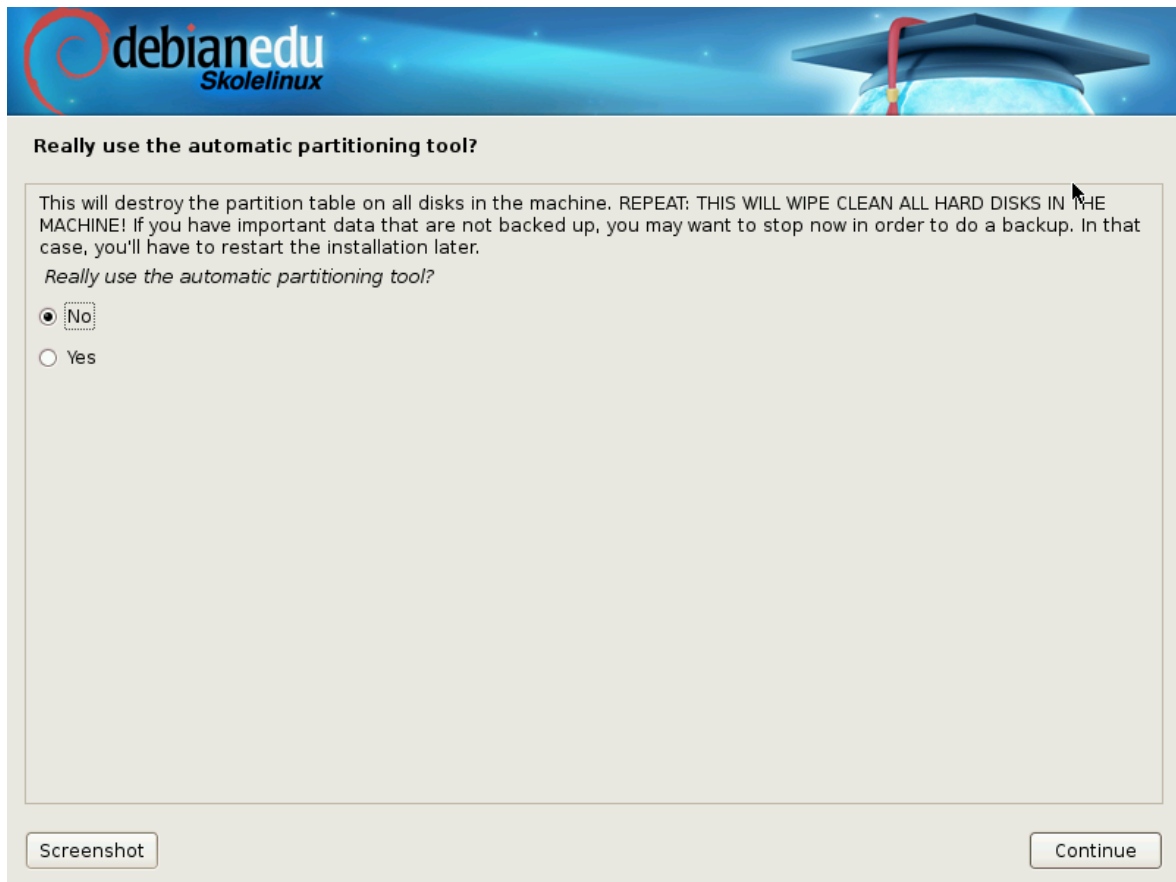 debianedu
Skolelinux
Really use the automatic partitioning tool?
This will destroy the partition table on all disks in the machine. REPEAT: THIS WILL WIPE CLEAN ALL HARD DISKS IN THE
MACHINE! If you have important data that are not backed up, you may want to stop now in order to do a backup. In that
case, you'll have to restart the installation later.
Really use the automatic partitioning tool?
No
Yes
Screenshot
Continue